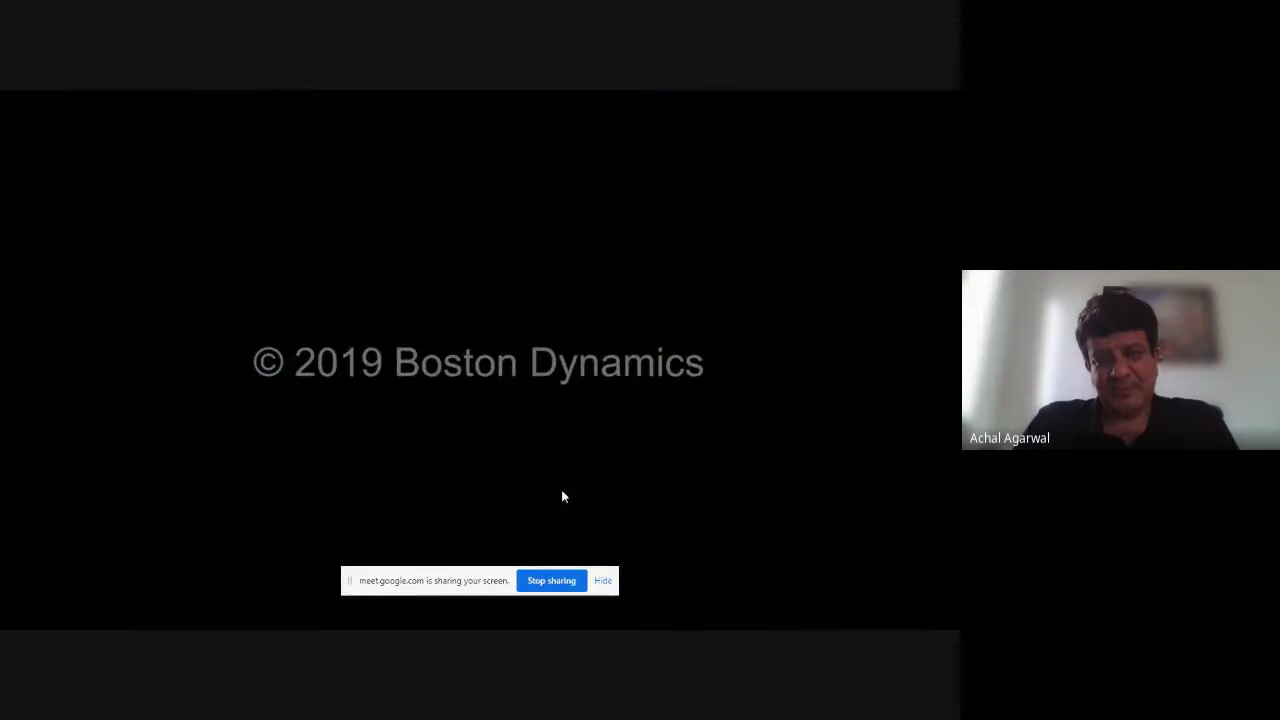 © 2019 Boston Dynamics
Achal Agarwal
meet.google.com is sharing your screen.
Stop sharing
Hide